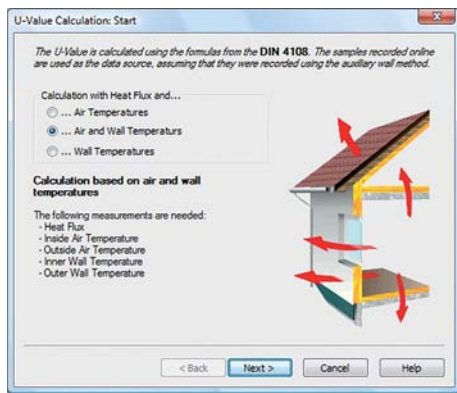 U-Value Calculation: Start
The U-Value is calculated using the formulas from the DIN 4108. The samples recorded online
are used as the data source, assuming that they were recorded using the auxiliary wall method.
Calculation with Heat Flux and...
... Air Temperatures
... Air and Wall Temperaturs
... Wall Temperatures
Calculation based on air and wall
temperatures
The following measurements are needed:
- Heat Flux
- Inside Air Temperature
- Outside Air Temperature
- Inner Wall Temperature
- Outer Wall Temperature
< Back
Next >
Cancel
Help